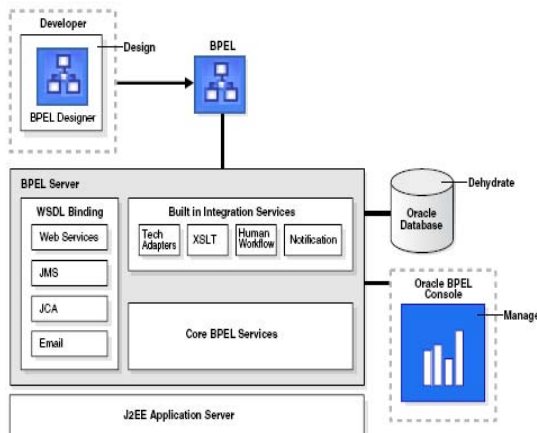 Developer
Design
BPEL Designer
BPEL
BPEL Server
WSDL Binding
Web Services
JMS
JCA
Email
Built in Integration Services
Tech
Adapters
XSLT
Human
Workflow
Notification
Core BPEL Services
Dehydrate
Oracle
Database
Oracle BPEL
Console
Manage
J2EE Application Server